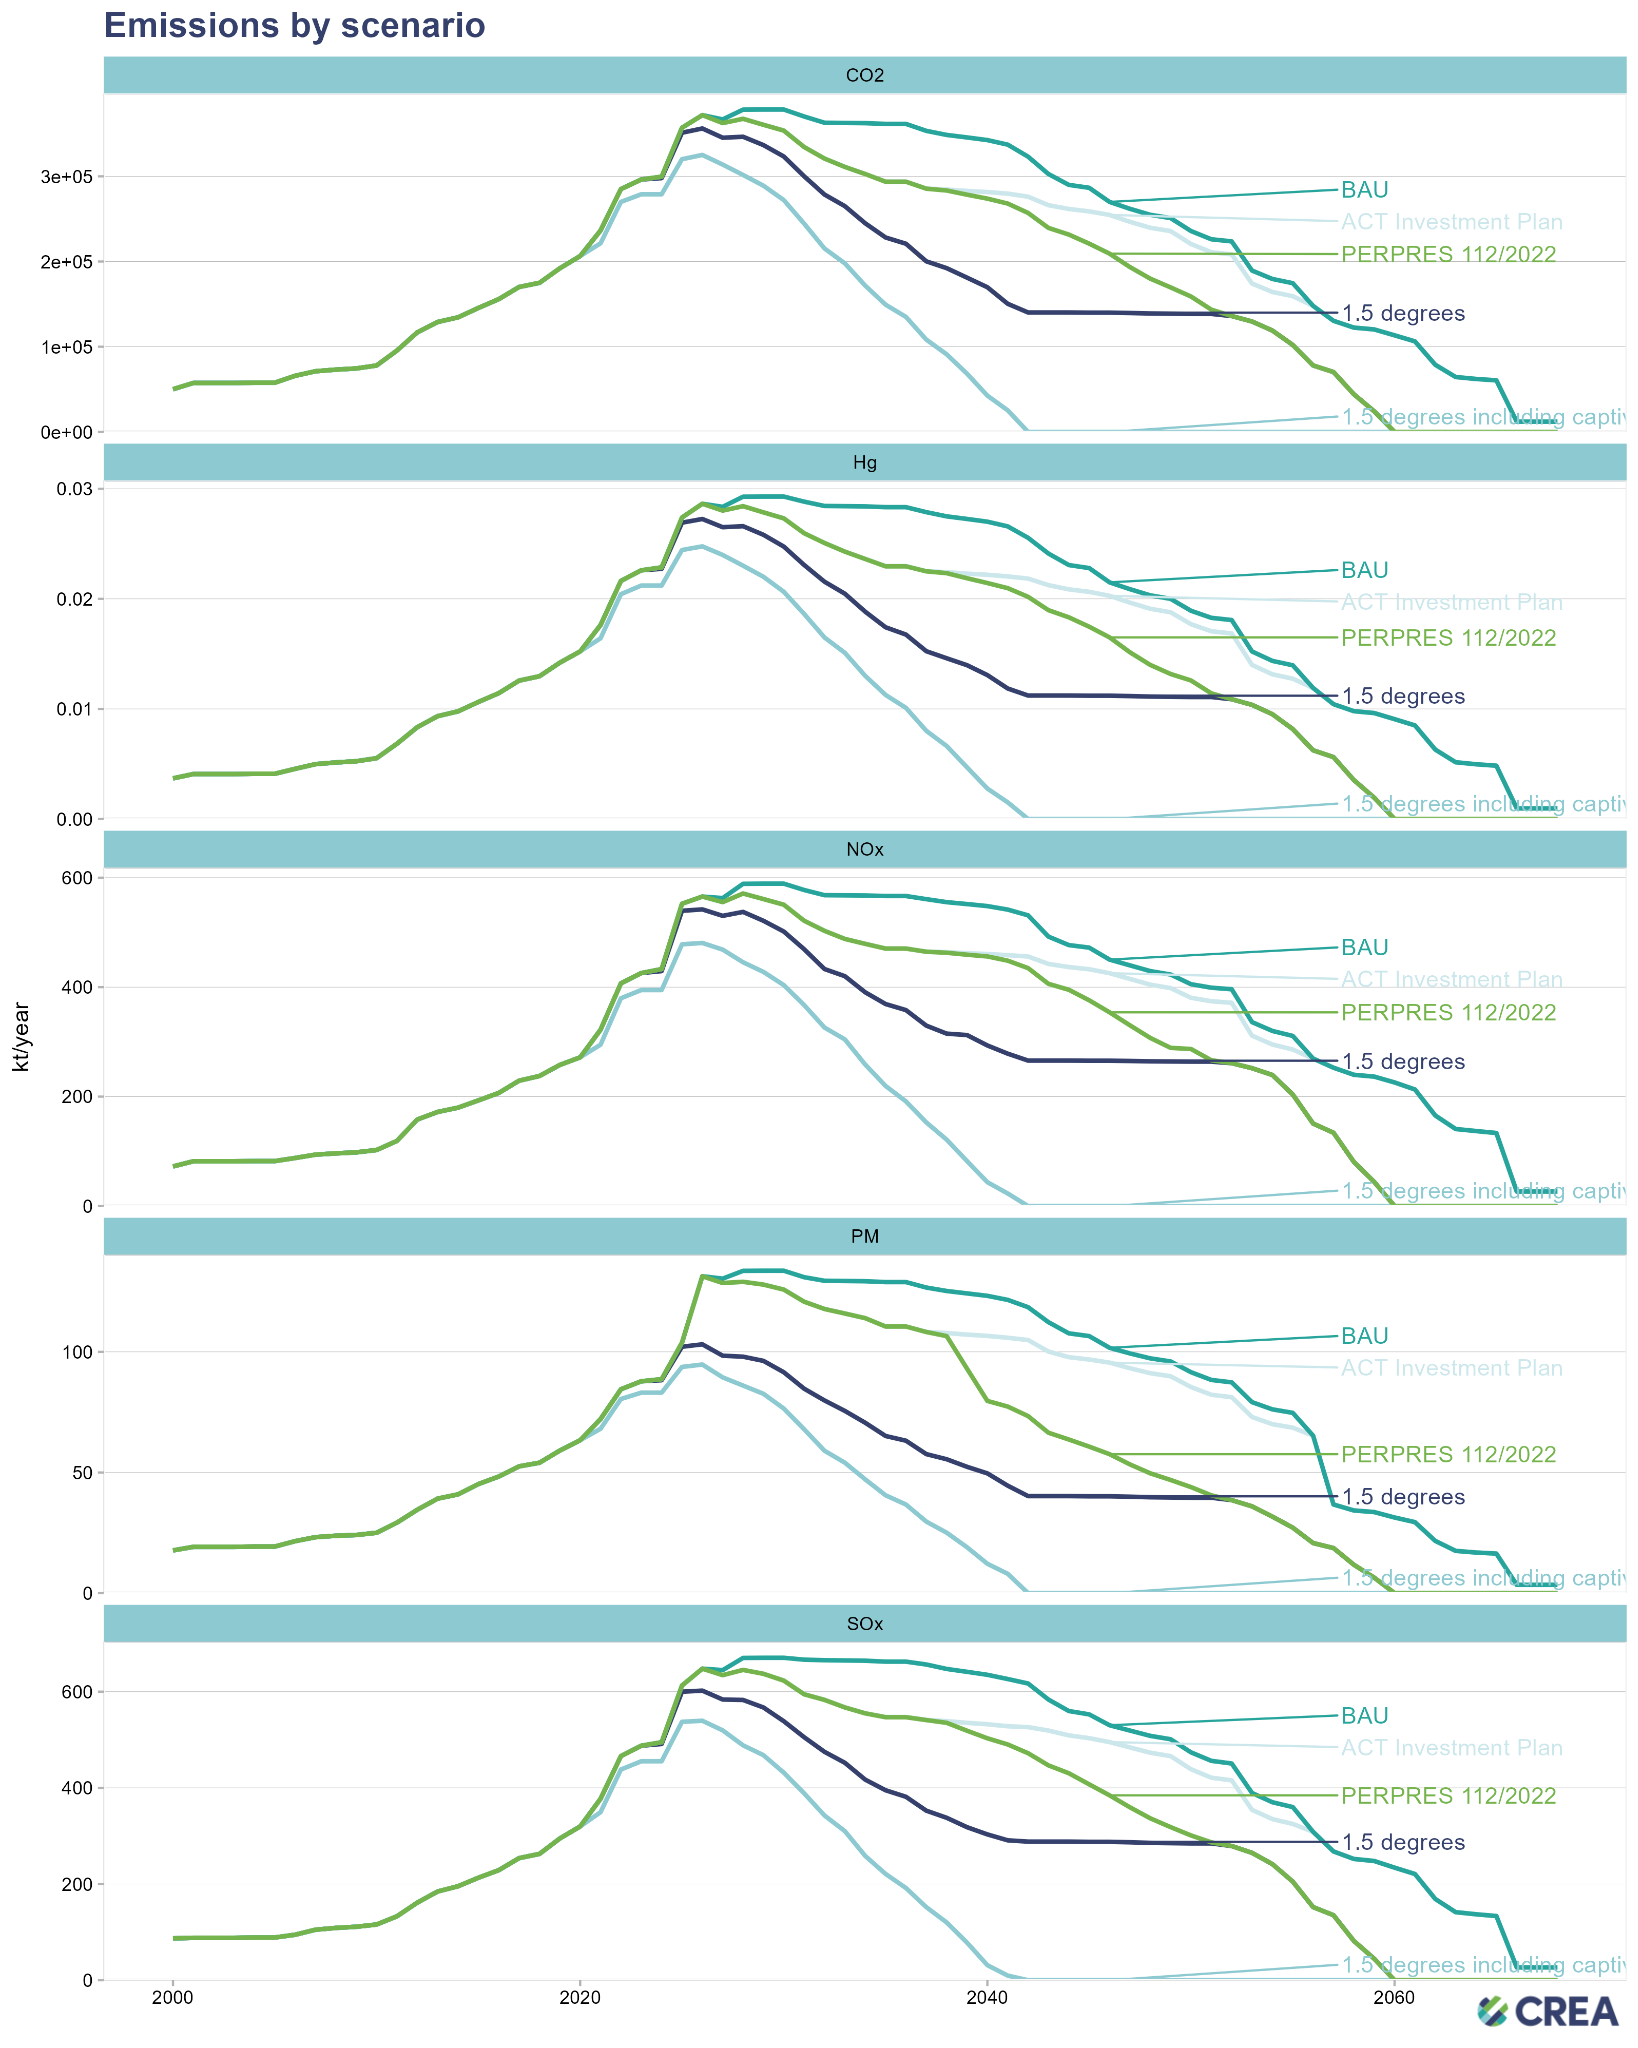 Emissions by scenario
CO2
3e+05
2e+05
1e+05
0e+00
BAU
ACT Investment Plan
PERPRES 112/2022
1.5 degrees
1.5 degrees including captiv
Hg
0.03
0.02
0.01
0.00
BAU
ACT Investment Plan
PERPRES 112/2022
1.5 degrees
1.5 degrees including captiv
NOx
600
400
200
0
BAU
ACT Investment Plan
PERPRES 112/2022
1.5 degrees
1.5 degrees including captiv
kt/year
PM
100
50
0
BAU
ACT Investment Plan
PERPRES 112/2022
1.5 degrees
1.5 degrees including captiv
SOx
600
400
200
0
BAU
ACT Investment Plan
PERPRES 112/2022
1.5 degrees
1.5 degrees including captiv
2000 2020 2040 2060
CREA